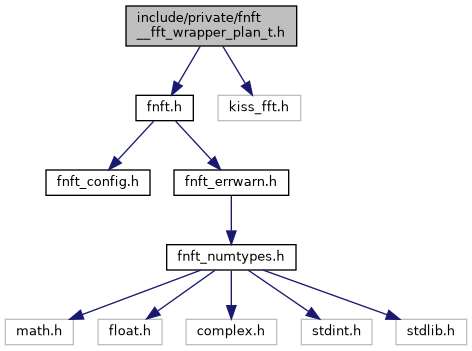 include/private/fnft
__fft_wrapper_plan_t.h
fnft.h
kiss_fft.h
fnft_config.h
fnft_errwarn.h
fnft_numtypes.h
math.h
float.h
complex.h
stdint.h
stdlib.h